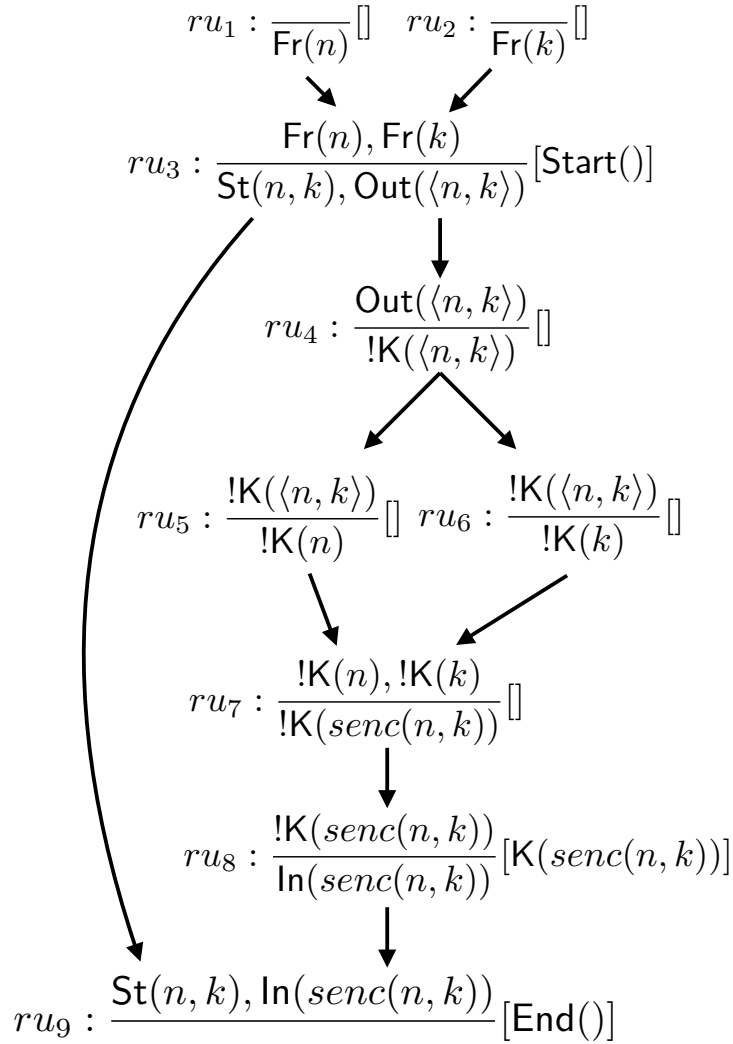 ru₁ : ──/Fr(n) [] ru₂ : ──/Fr(k) []
Fr(n), Fr(k)
ru₃ : ──────── [Start()]
St(n, k), Out(⟨n, k⟩)
Out(⟨n, k⟩)
ru₄ : ──────── []
!K(⟨n, k⟩)
!K(⟨n, k⟩) !K(⟨n, k⟩)
ru₅ : ──────── [] ru₆ : ──────── []
!K(n) !K(k)
!K(n), !K(k)
ru₇ : ──────── []
!K(senc(n, k))
!K(senc(n, k))
ru₈ : ──────── [K(senc(n, k))]
In(senc(n, k))
St(n, k), In(senc(n, k))
ru₉ : ──────── [End()]